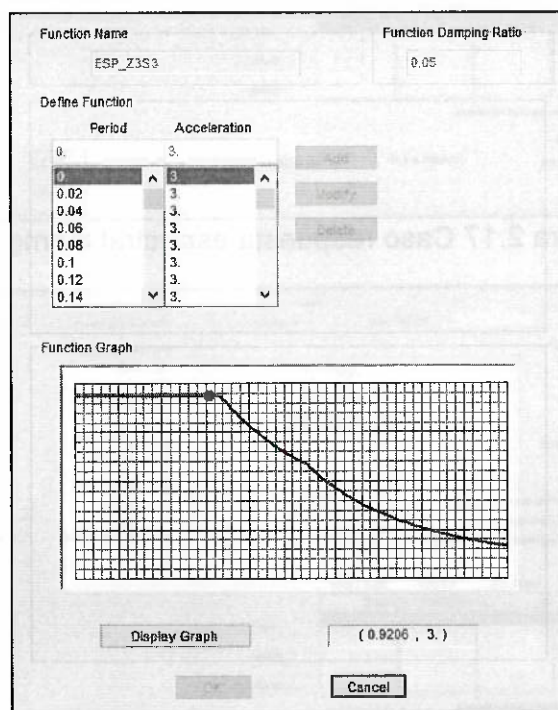 Function Name
Function Damping Ratio
ESP_Z3S3
0.05
Define Function
Period
Acceleration
0.
3.
Add
0. 3.
0.02 3.
Modify
0.04 3.
0.06 3.
Delete
0.08 3.
0.1 3.
0.12 3.
0.14 3.
Function Graph
Display Graph
( 0.9206 , 3. )
OK
Cancel